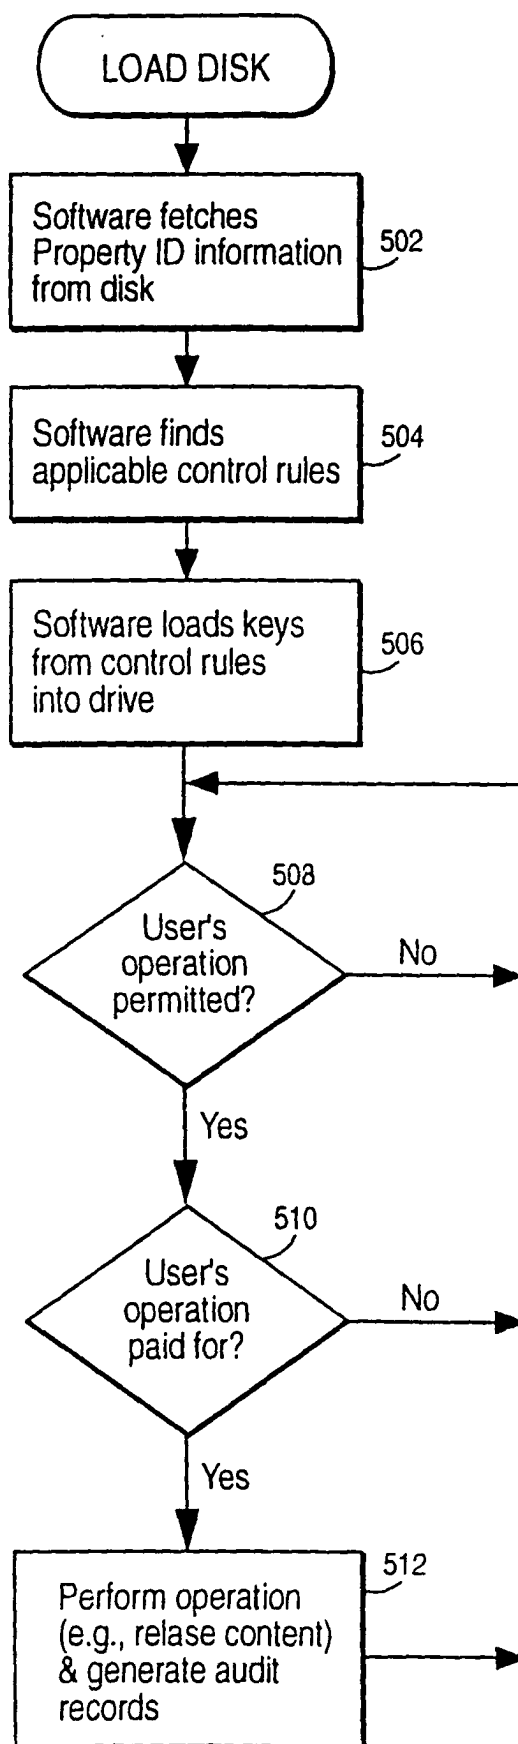 LOAD DISK
Software fetches
Property ID information
from disk
502
Software finds
applicable control rules
504
Software loads keys
from control rules
into drive
506
508
User's
operation
permitted?
No
Yes
510
User's
operation
paid for?
No
Yes
512
Perform operation
(e.g., relase content)
& generate audit
records